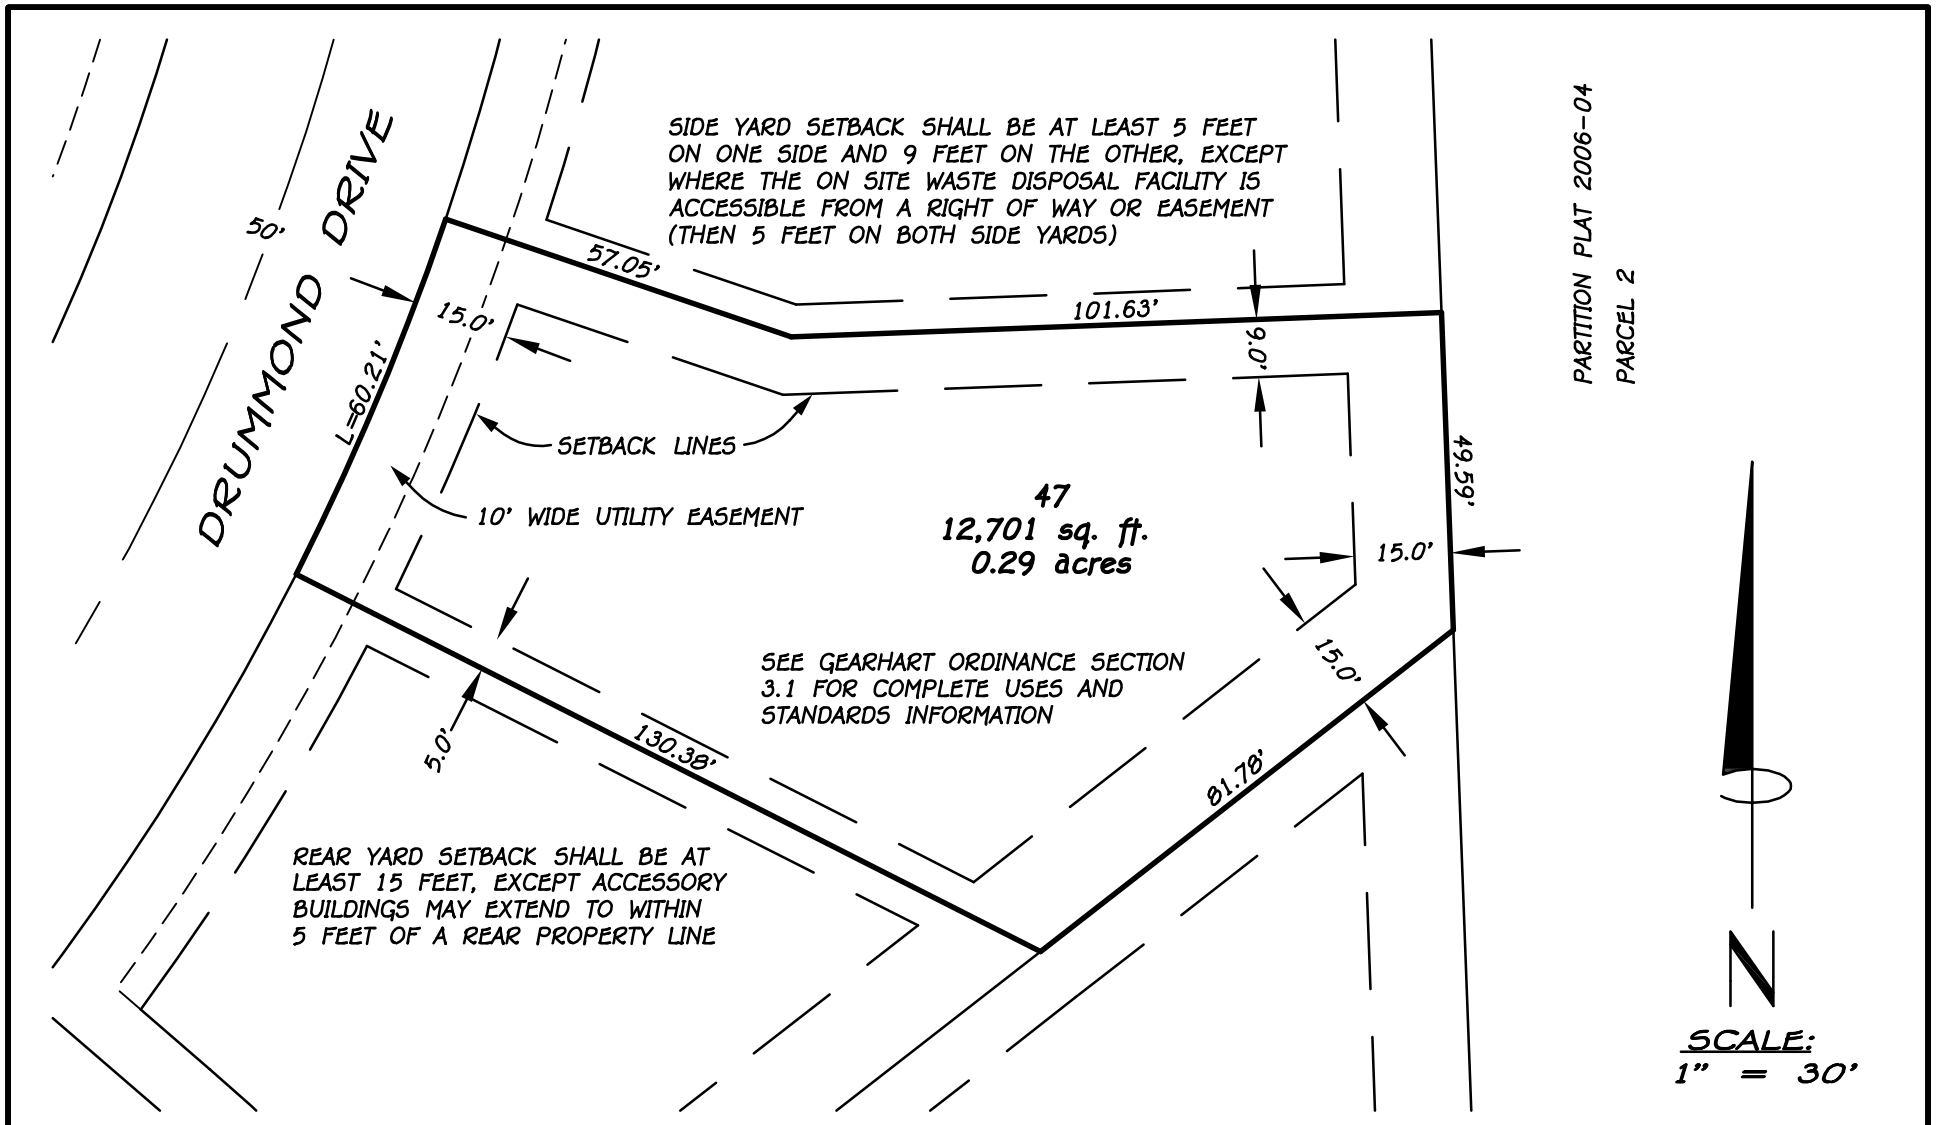 SIDE YARD SETBACK SHALL BE AT LEAST 5 FEET
ON ONE SIDE AND 9 FEET ON THE OTHER, EXCEPT
WHERE THE ON SITE WASTE DISPOSAL FACILITY IS
ACCESSIBLE FROM A RIGHT OF WAY OR EASEMENT
(THEN 5 FEET ON BOTH SIDE YARDS)
PARTITION PLAT 2006-04
PARCEL 2
50'
DRUMMOND DRIVE
57.05'
101.63'
15.0'
9.0'
L=60.21'
SETBACK LINES
49.59'
10' WIDE UTILITY EASEMENT
47
12,701 sq. ft.
0.29 acres
15.0'
15.0'
SEE GEARHART ORDINANCE SECTION
3.1 FOR COMPLETE USES AND
STANDARDS INFORMATION
5.0'
130.38'
81.78'
REAR YARD SETBACK SHALL BE AT
LEAST 15 FEET, EXCEPT ACCESSORY
BUILDINGS MAY EXTEND TO WITHIN
5 FEET OF A REAR PROPERTY LINE
N
SCALE:
1" = 30'